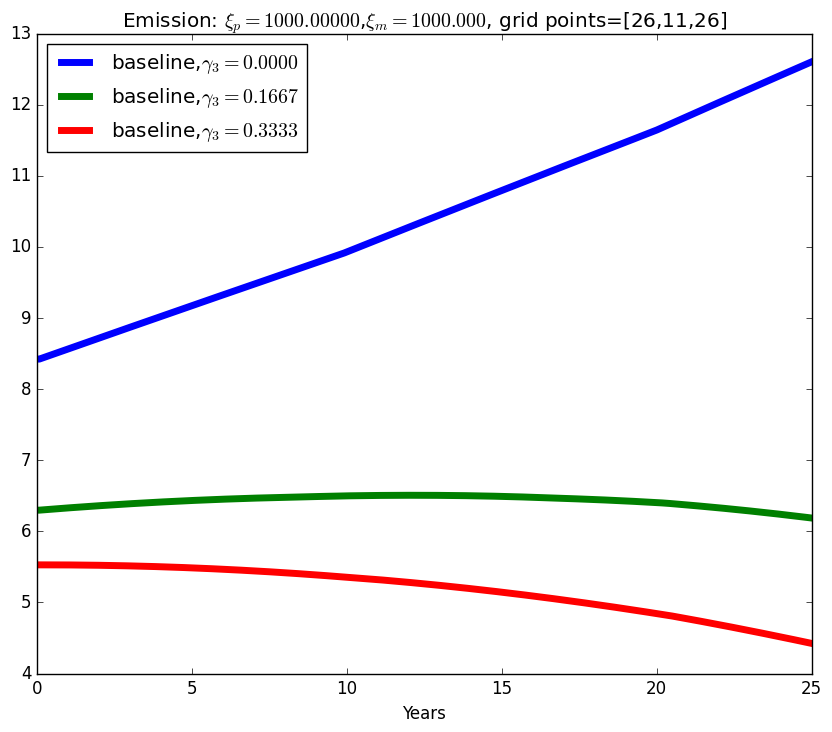 Emission: ξp = 1000.00000,ξm = 1000.000, grid points=[26,11,26]
baseline,γ3 = 0.0000
baseline,γ3 = 0.1667
baseline,γ3 = 0.3333
13
12
11
10
9
8
7
6
5
4
0 5 10 15 20 25
Years